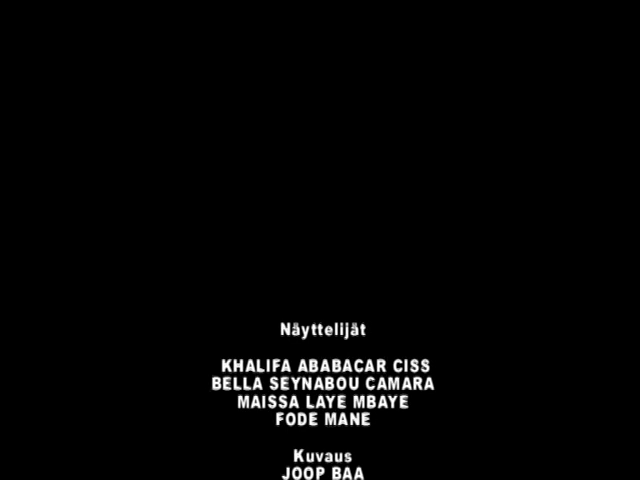 Näyttelijät
KHALIFA ABABACAR CISS
BELLA SEYNABOU CAMARA
MAISSA LAYE MBAYE
FODE MANE
Kuvaus
JOOP BAA